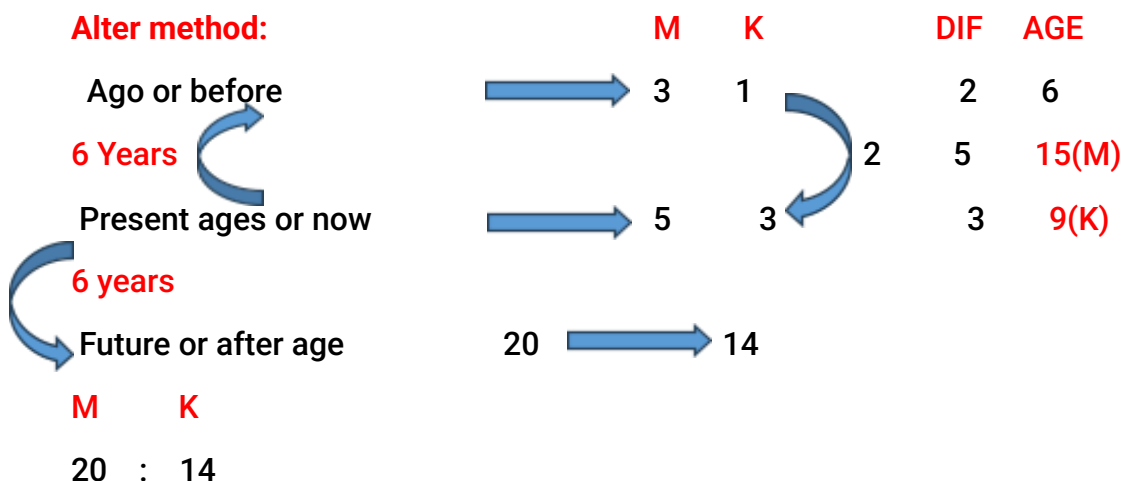 Alter method: M K DIF AGE
Ago or before 3 1 2 6
6 Years 2 5 15(M)
Present ages or now 5 3 3 9(K)
6 years
Future or after age 20 14
M K
20 : 14